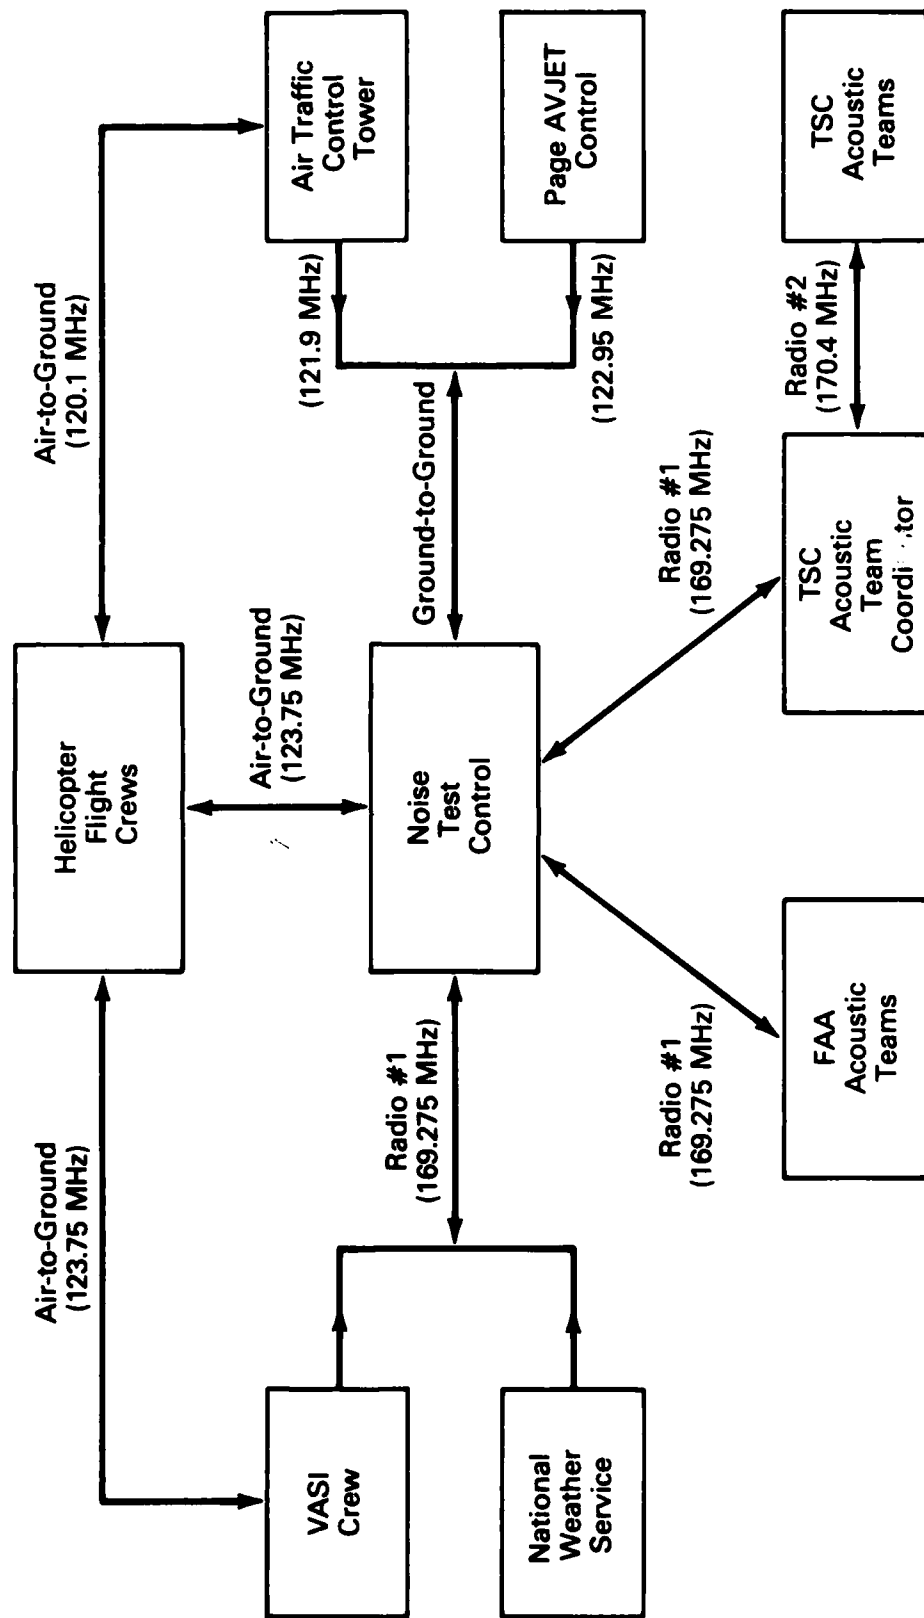 Air-to-Ground
(123.75 MHz)
Helicopter
Flight
Crews
Air-to-Ground
(120.1 MHz)
Air-to-Ground
(123.75 MHz)
VASI
Crew
Air Traffic
Control
Tower
(121.9 MHz)
Radio #1
(169.275 MHz)
Noise
Test
Control
Ground-to-Ground
National
Weather
Service
(122.95 MHz)
Page AVJET
Control
Radio #1
(169.275 MHz)
Radio #1
(169.275 MHz)
Radio #2
(170.4 MHz)
FAA
Acoustic
Teams
TSC
Acoustic
Team
Coordinator
TSC
Acoustic
Teams